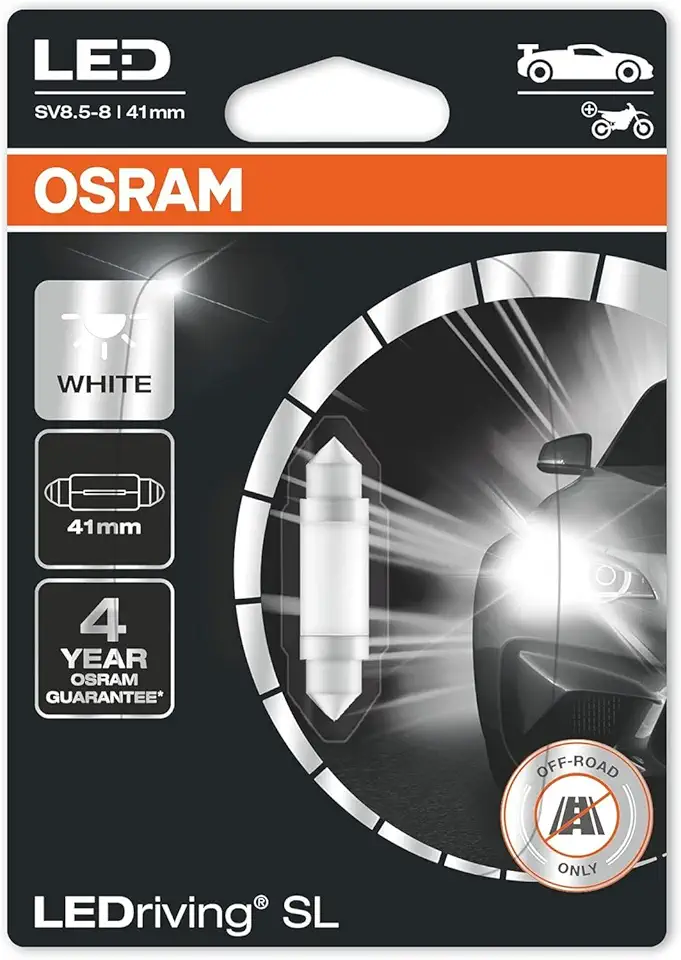 LED
SV8.5-8 | 41mm
OSRAM
WHITE
41mm
4
YEAR
OSRAM
GUARANTEE*
OFF-ROAD
ONLY
LEDriving® SL